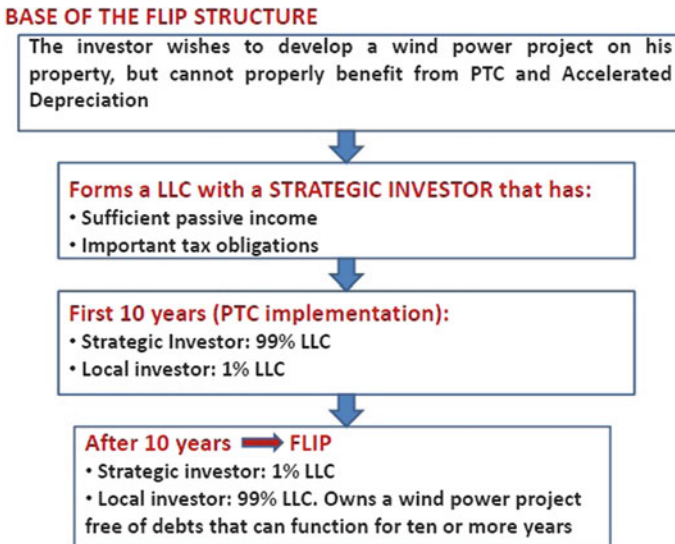 BASE OF THE FLIP STRUCTURE
The investor wishes to develop a wind power project on his
property, but cannot properly benefit from PTC and Accelerated
Depreciation
Forms a LLC with a STRATEGIC INVESTOR that has:
• Sufficient passive income
• Important tax obligations
First 10 years (PTC implementation):
• Strategic Investor: 99% LLC
• Local investor: 1% LLC
After 10 years FLIP
• Strategic investor: 1% LLC
• Local investor: 99% LLC. Owns a wind power project
free of debts that can function for ten or more years